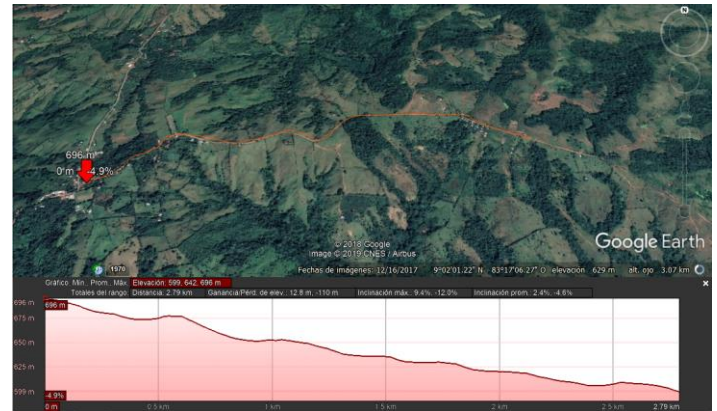 N
696 m
0 m -4.9%
© 2018 Google
Image © 2019 CNES / Airbus
Google Earth
1970
Fechas de imágenes: 12/16/2017 9°02'01.22" N 83°17'06.27" O elevación 629 m alt. ojo 3.07 km
Gráfico: Mín., Prom., Máx. Elevación: 599, 642, 696 m
Totales del rango: Distancia: 2.79 km Ganancia/Pérd. de elev.: 12.8 m, -110 m Inclinación máx.: 9.4%, -12.0% Inclinación prom.: 2.4%, -4.6%
696 m
696 m
675 m
650 m
625 m
599 m
-4.9%
0 m 0.5 km 1 km 1.5 km 2 km 2.5 km 2.79 km